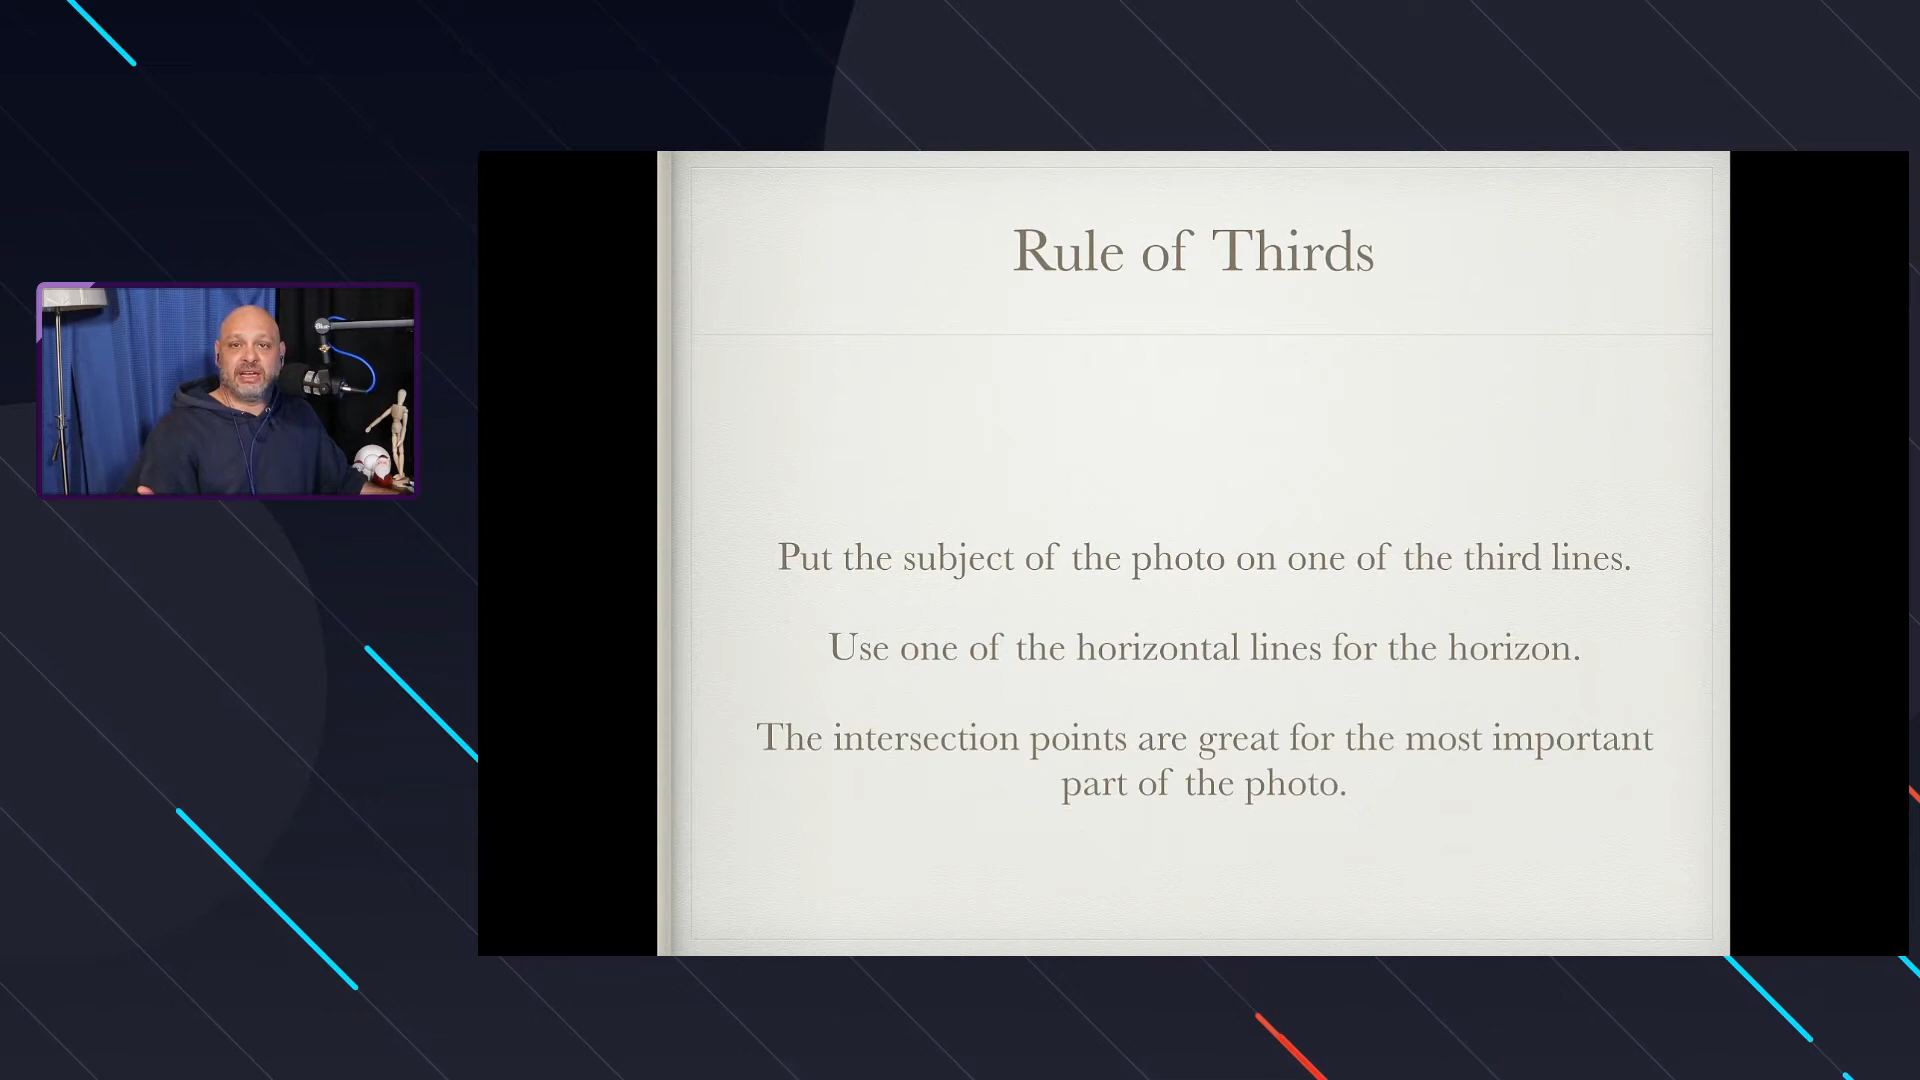 Rule of Thirds
Put the subject of the photo on one of the third lines.
Use one of the horizontal lines for the horizon.
The intersection points are great for the most important
part of the photo.